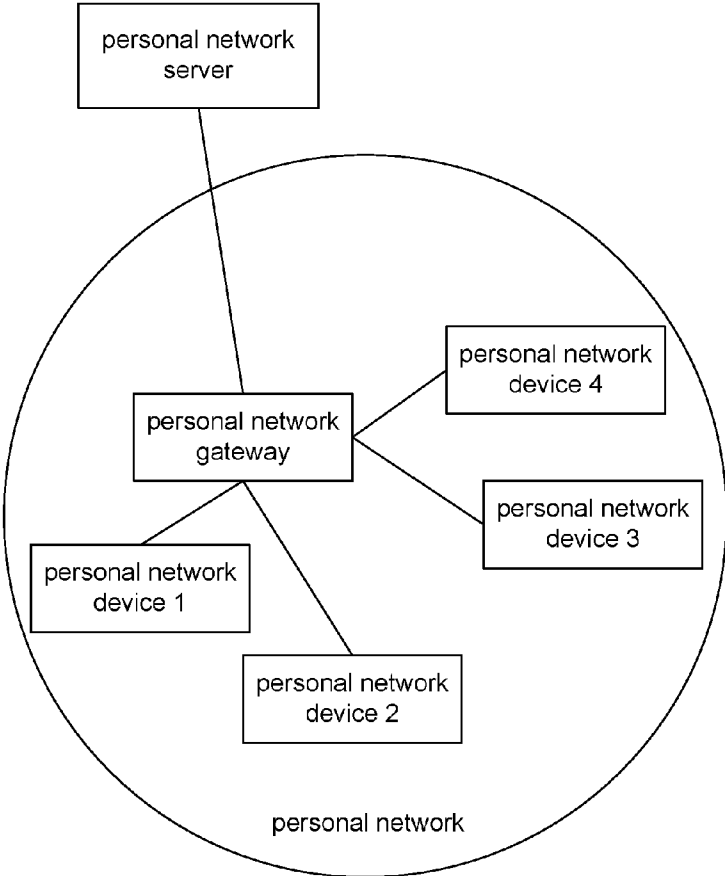 personal network
server
personal network
device 4
personal network
gateway
personal network
device 3
personal network
device 1
personal network
device 2
personal network